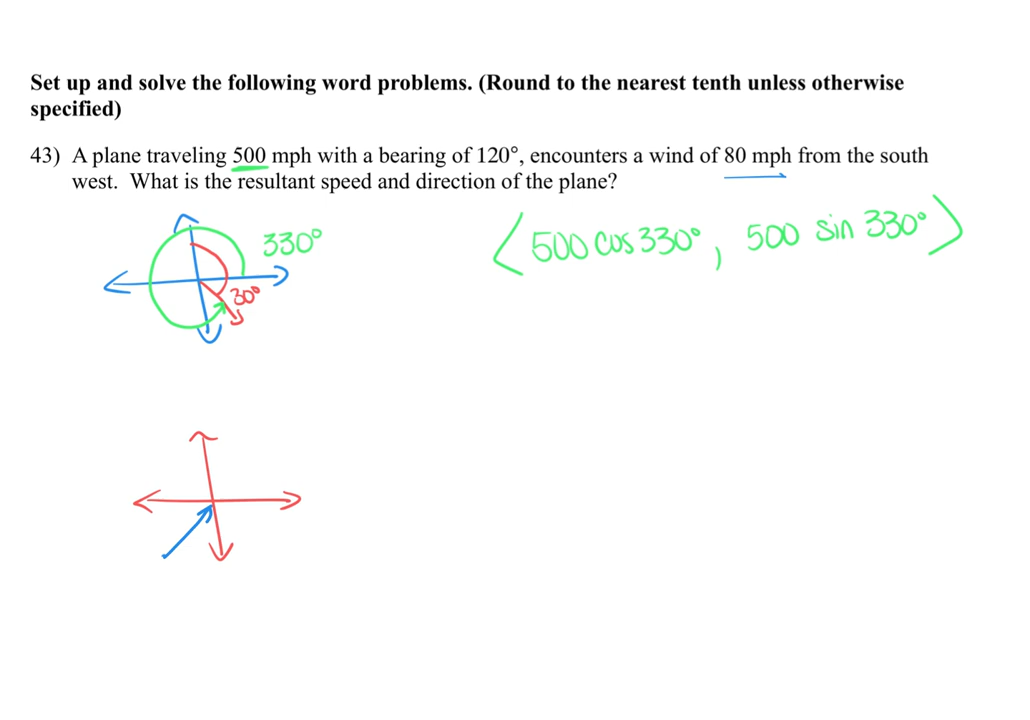 Set up and solve the following word problems. (Round to the nearest tenth unless otherwise
specified)
43) A plane traveling 500 mph with a bearing of 120°, encounters a wind of 80 mph from the south
west. What is the resultant speed and direction of the plane?
330°
30°
⟨500 cos 330°, 500 sin 330°⟩